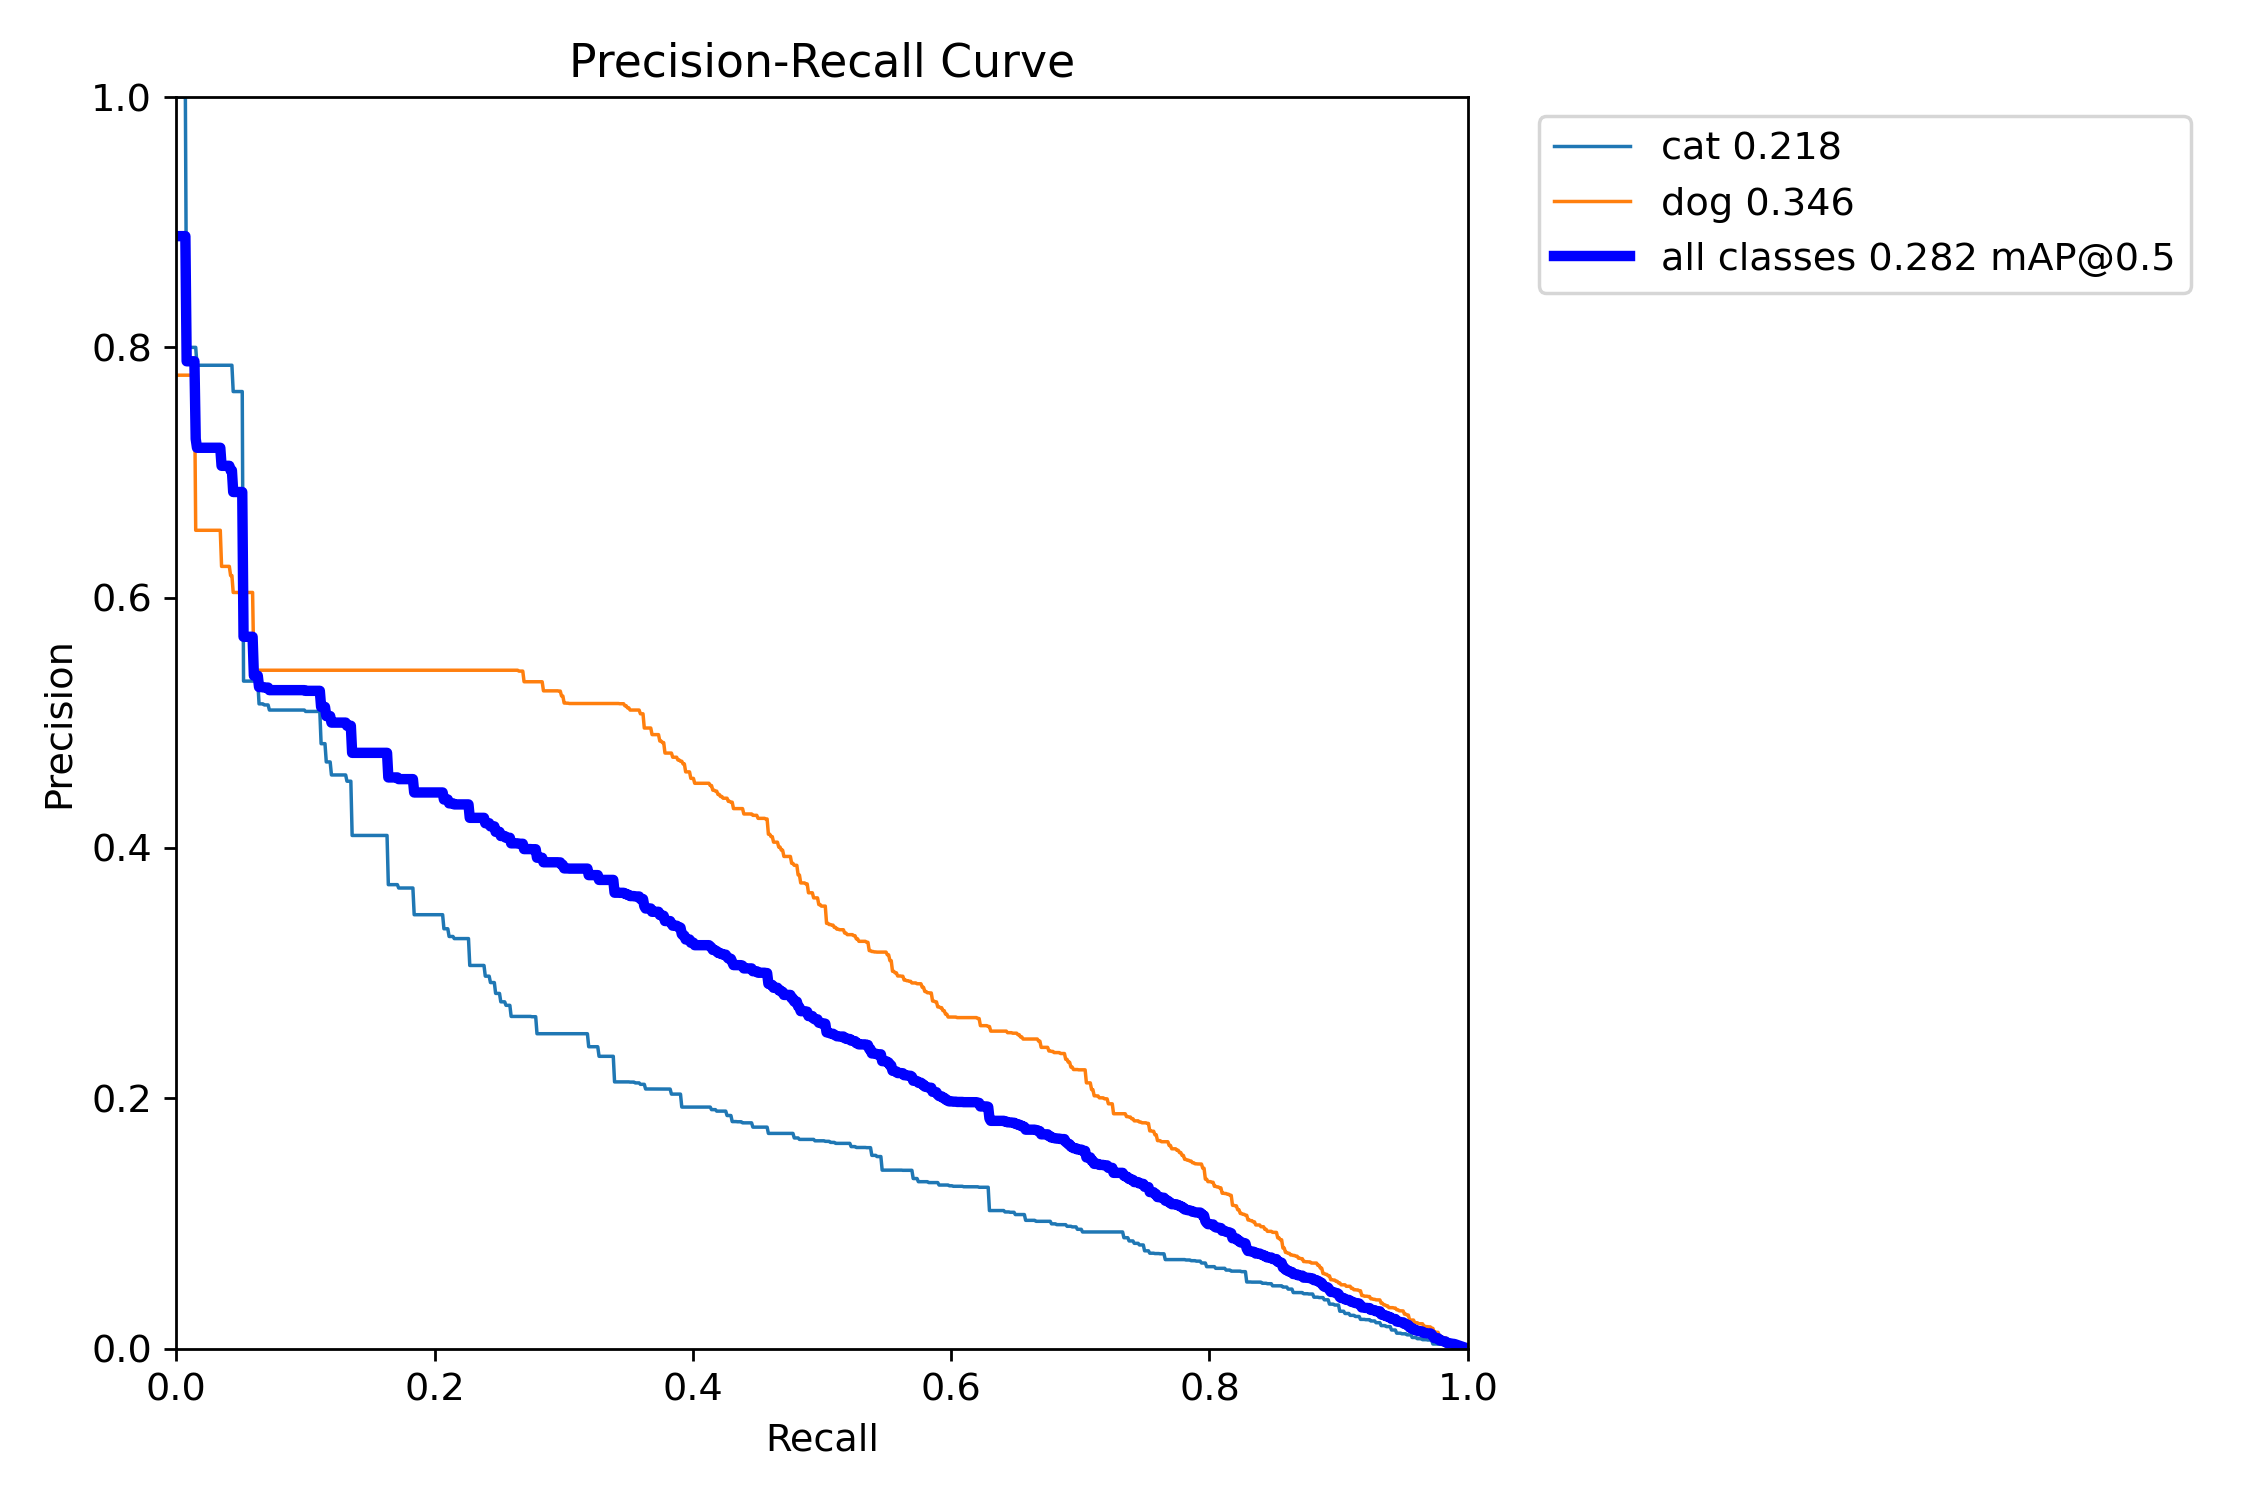 Precision-Recall Curve
1.0
0.8
0.6
0.4
0.2
0.0
Precision
0.0 0.2 0.4 0.6 0.8 1.0
Recall
cat 0.218
dog 0.346
all classes 0.282 mAP@0.5